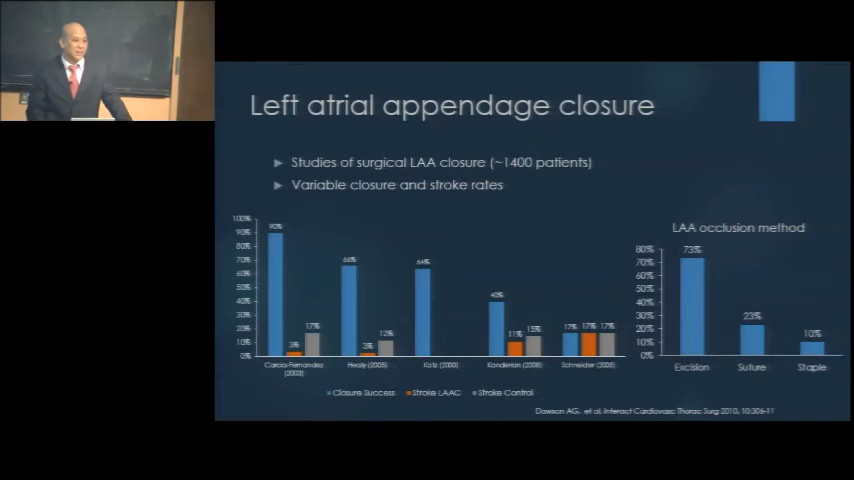 Left atrial appendage closure
Studies of surgical LAA closure (~1400 patients)
Variable closure and stroke rates
100%
90%
80%
70%
60%
50%
40%
30%
20%
10%
0%
90%
3%
17%
66%
3%
12%
64%
40%
11%
15%
17%
17%
17%
Garcia-Fernandez
(2003)
Healy (2005)
Katz (2000)
Kanderian (2008)
Schneider (2005)
Closure Success
Stroke LAAC
Stroke Control
LAA occlusion method
80%
70%
60%
50%
40%
30%
20%
10%
0%
73%
23%
10%
Excision
Suture
Staple
Dawson AG, et al. Interact Cardiovasc Thorac Surg 2010, 10:306-11